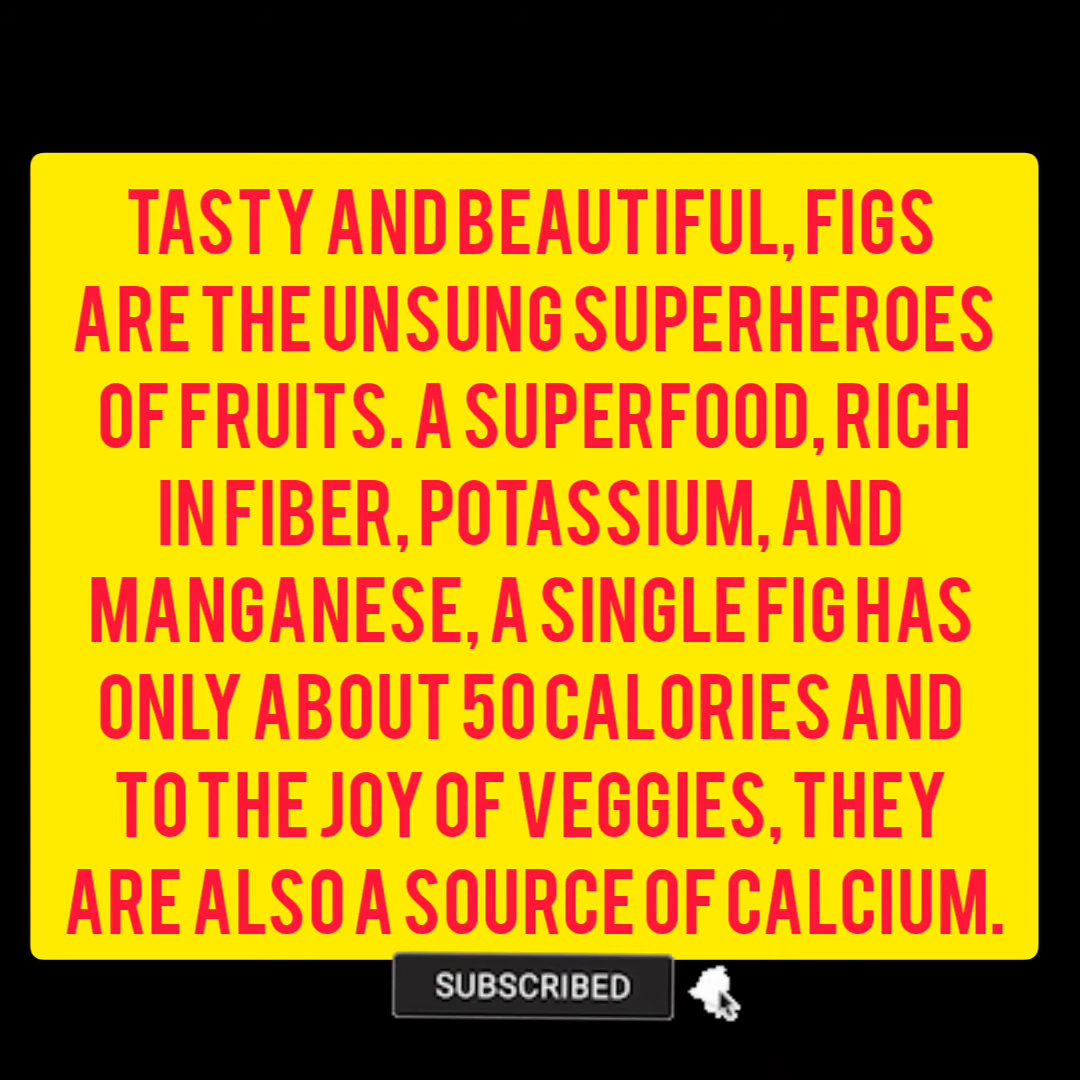 TASTY AND BEAUTIFUL, FIGS
ARE THE UNSUNG SUPERHEROES
OF FRUITS. A SUPERFOOD, RICH
IN FIBER, POTASSIUM, AND
MANGANESE, A SINGLE FIG HAS
ONLY ABOUT 50 CALORIES AND
TO THE JOY OF VEGGIES, THEY
ARE ALSO A SOURCE OF CALCIUM.
SUBSCRIBED